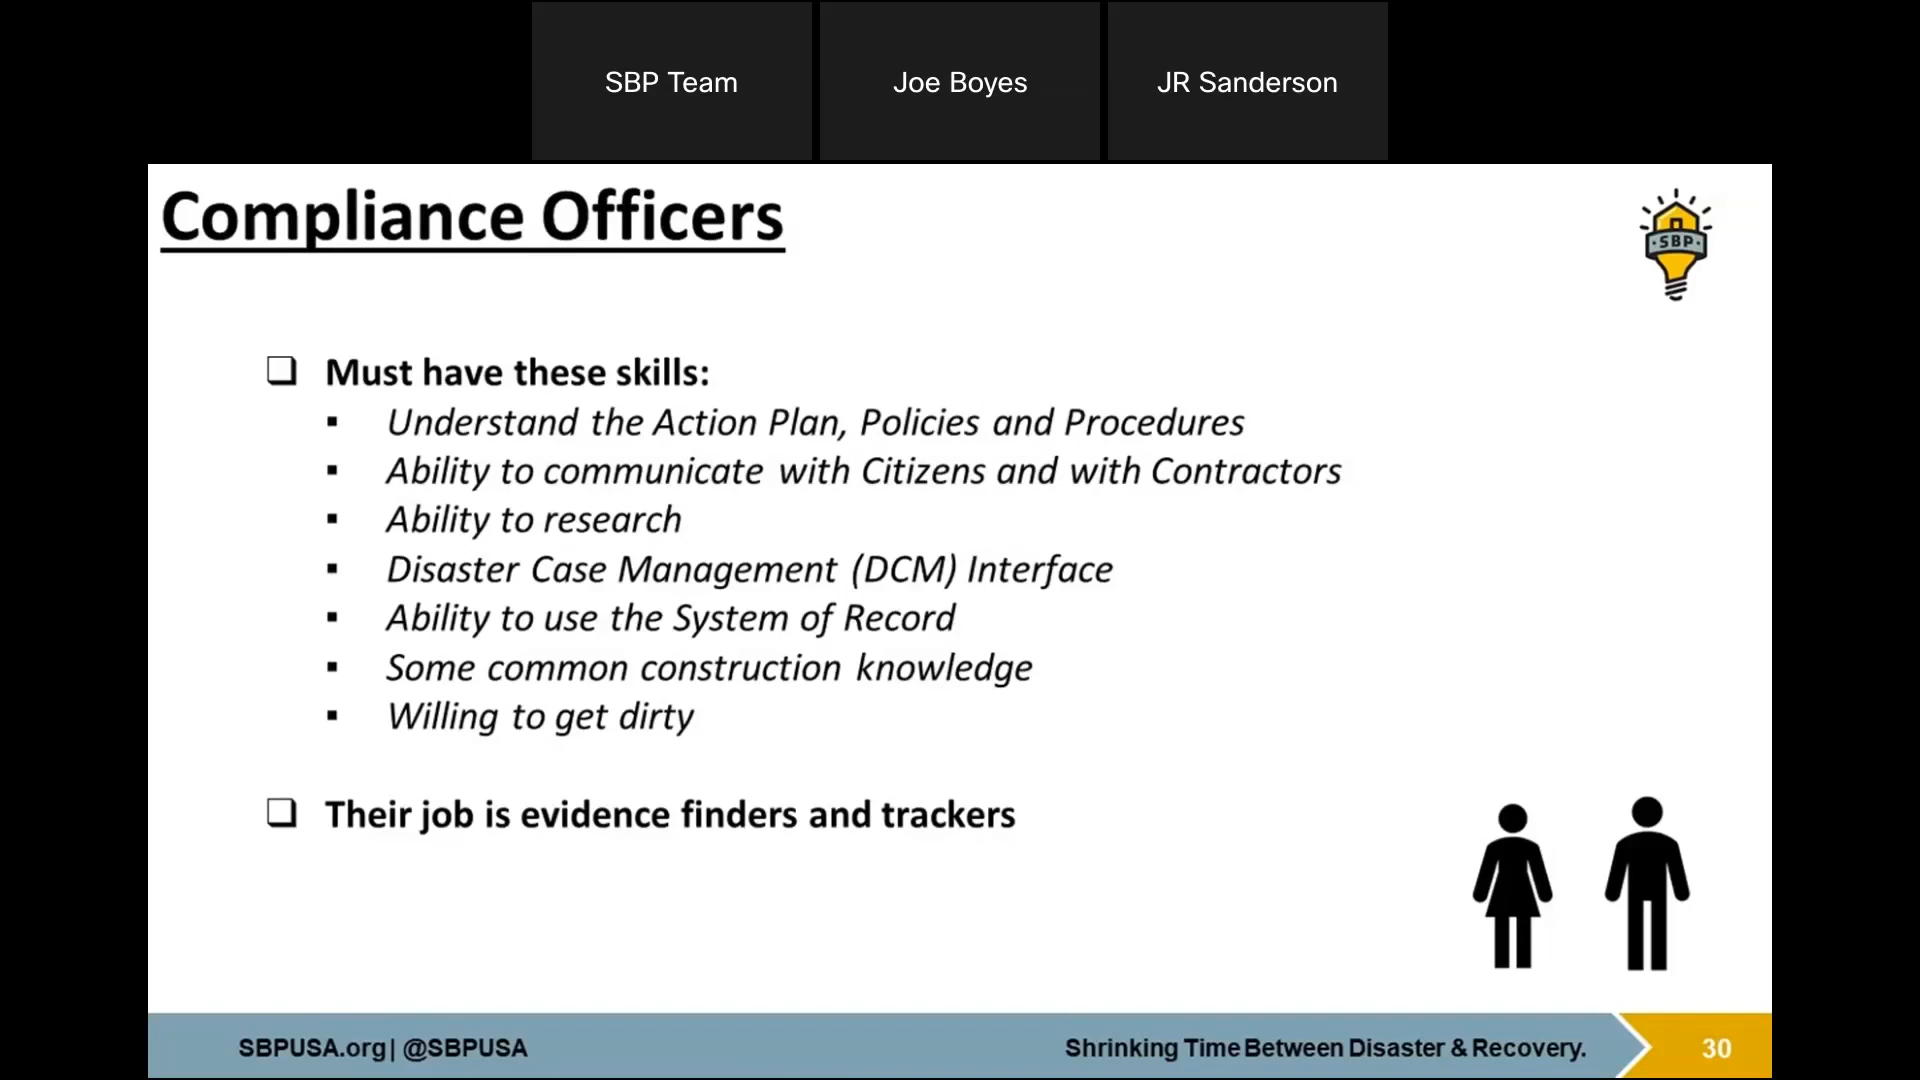 SBP Team
Joe Boyes
JR Sanderson
Compliance Officers
SBP
Must have these skills:
Understand the Action Plan, Policies and Procedures
Ability to communicate with Citizens and with Contractors
Ability to research
Disaster Case Management (DCM) Interface
Ability to use the System of Record
Some common construction knowledge
Willing to get dirty
Their job is evidence finders and trackers
SBPUSA.org| @SBPUSA
Shrinking Time Between Disaster & Recovery.
30